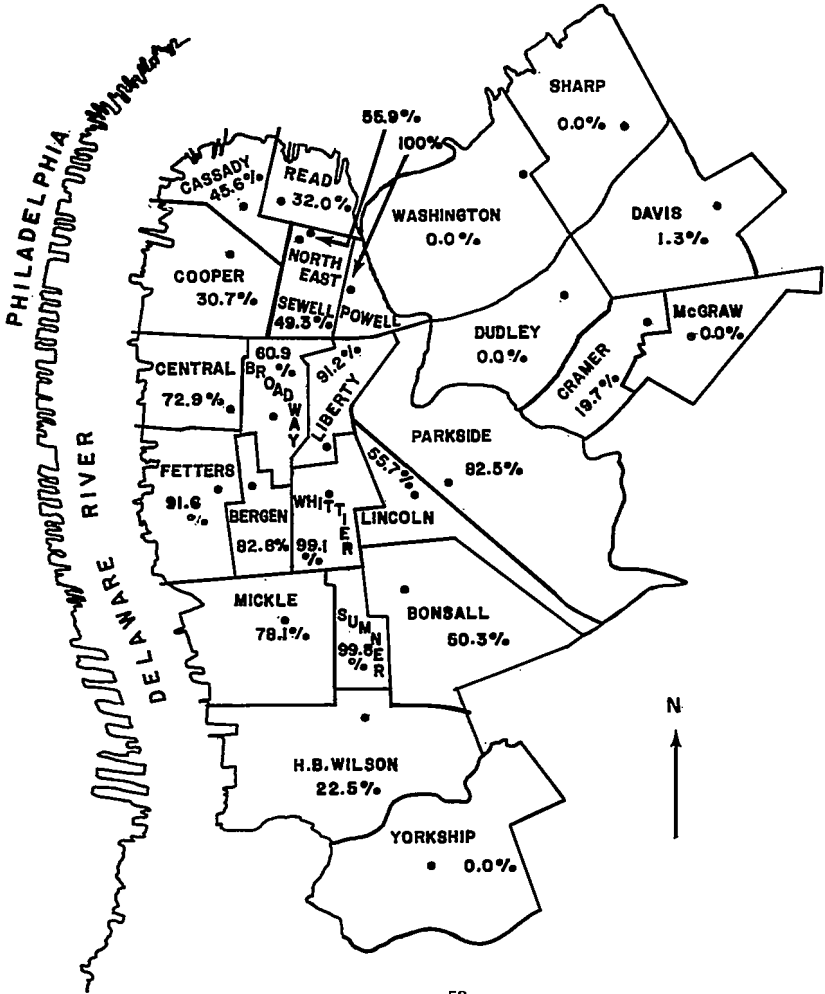 SHARP
0.0%
55.9%
100%
CASSADY
45.6%
READ
32.0%
WASHINGTON
0.0%
DAVIS
1.3%
PHILADELPHIA
COOPER
30.7%
NORTH
EAST
SEWELL
49.3%
POWELL
DUDLEY
0.0%
McGRAW
0.0%
CRAMER
19.7%
CENTRAL
72.9%
60.9
%
BROADWAY
91.2%
LIBERTY
PARKSIDE
82.5%
55.7%
LINCOLN
FETTERS
91.6
%
BERGEN
82.8%
WHITTIER
99.1
%
DELAWARE RIVER
MICKLE
78.1%
SUMNER
99.5
%
BONSALL
50.3%
N
H.B.WILSON
22.5%
YORKSHIP
0.0%